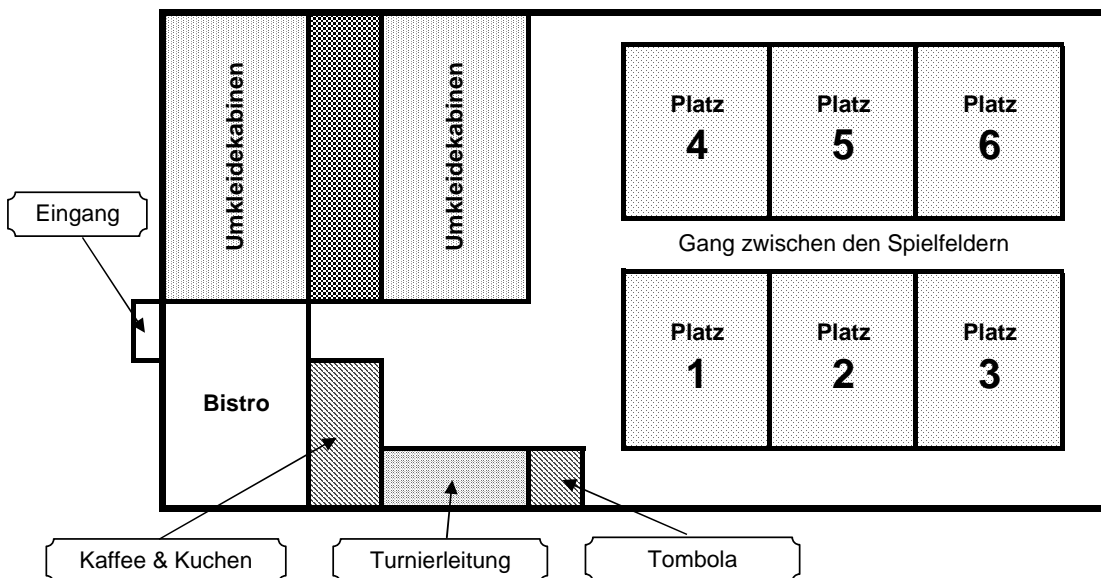 Umkleidekabinen
Umkleidekabinen
Platz
4
Platz
5
Platz
6
Eingang
Gang zwischen den Spielfeldern
Platz
1
Platz
2
Platz
3
Bistro
Kaffee & Kuchen
Turnierleitung
Tombola